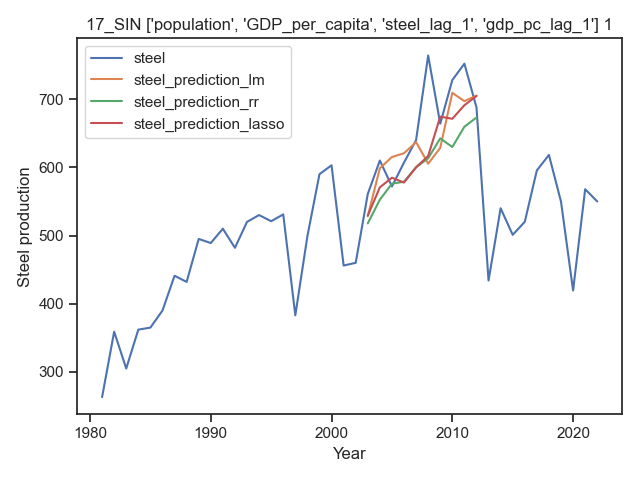 17_SIN ['population', 'GDP_per_capita', 'steel_lag_1', 'gdp_pc_lag_1'] 1
steel
steel_prediction_lm
steel_prediction_rr
steel_prediction_lasso
Steel production
700
600
500
400
300
1980
1990
2000
2010
2020
Year